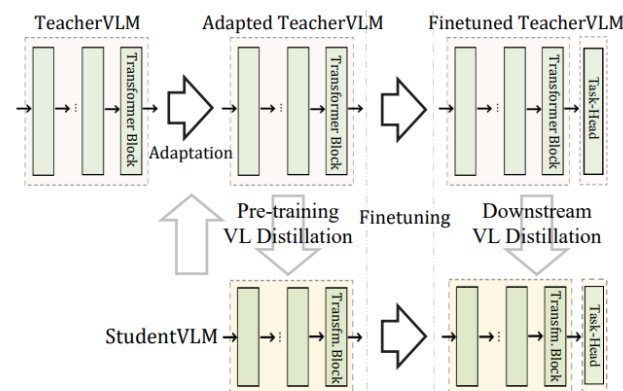 TeacherVLM
Adapted TeacherVLM
Finetuned TeacherVLM
Transformer Block
Adaptation
Transformer Block
Transformer Block
Task-Head
Pre-training
VL Distillation
Finetuning
Downstream
VL Distillation
StudentVLM
Transfm. Block
Transfm. Block
Task-Head